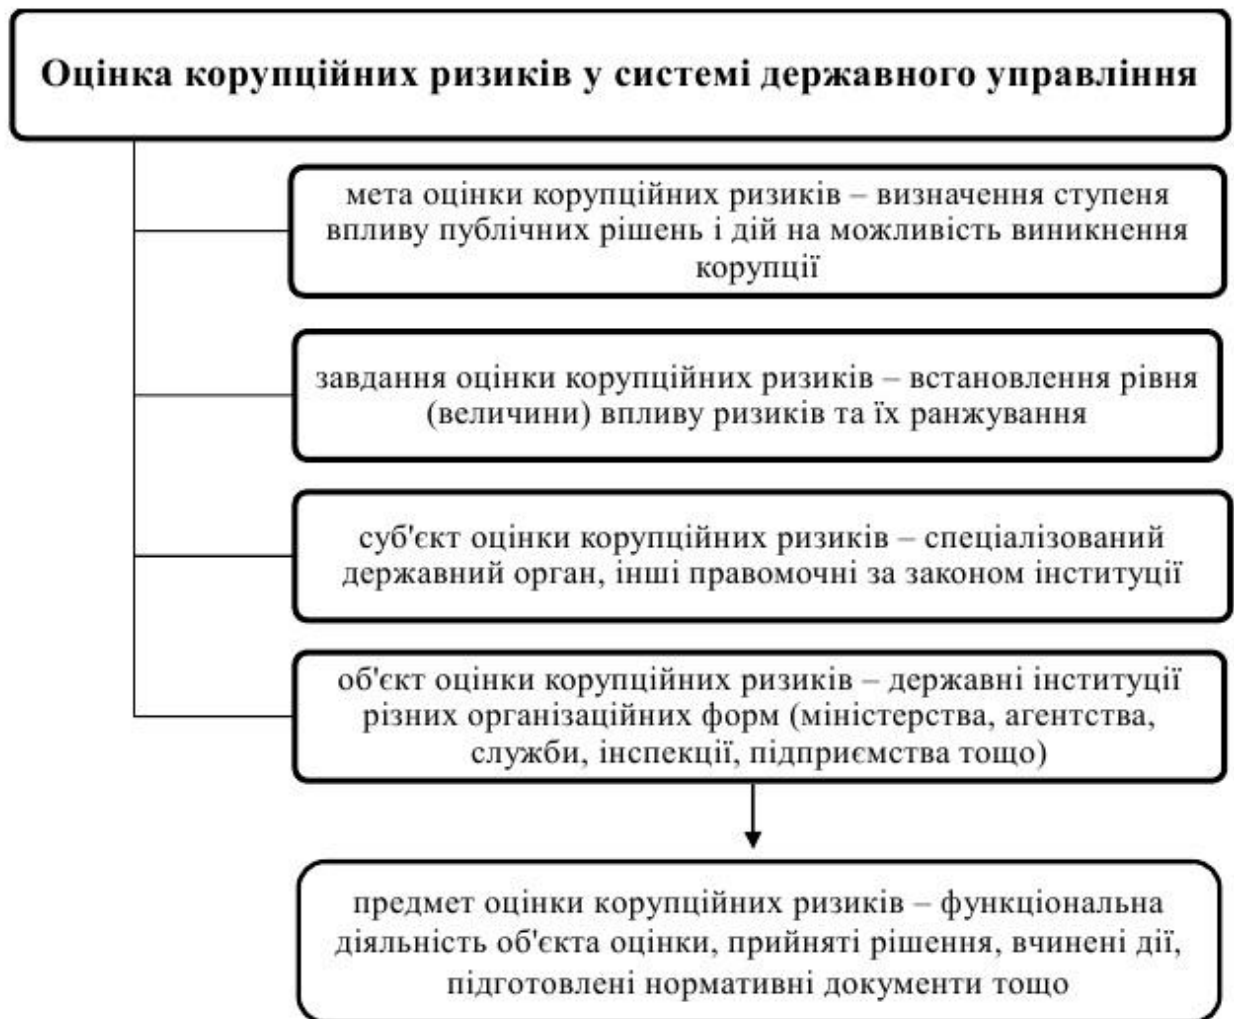 Оцінка корупційних ризиків у системі державного управління
мета оцінки корупційних ризиків – визначення ступеня
впливу публічних рішень і дій на можливість виникнення
корупції
завдання оцінки корупційних ризиків – встановлення рівня
(величини) впливу ризиків та їх ранжування
суб'єкт оцінки корупційних ризиків – спеціалізований
державний орган, інші правомочні за законом інституції
об'єкт оцінки корупційних ризиків – державні інституції
різних організаційних форм (міністерства, агентства,
служби, інспекції, підприємства тощо)
предмет оцінки корупційних ризиків – функціональна
діяльність об'єкта оцінки, прийняті рішення, вчинені дії,
підготовлені нормативні документи тощо